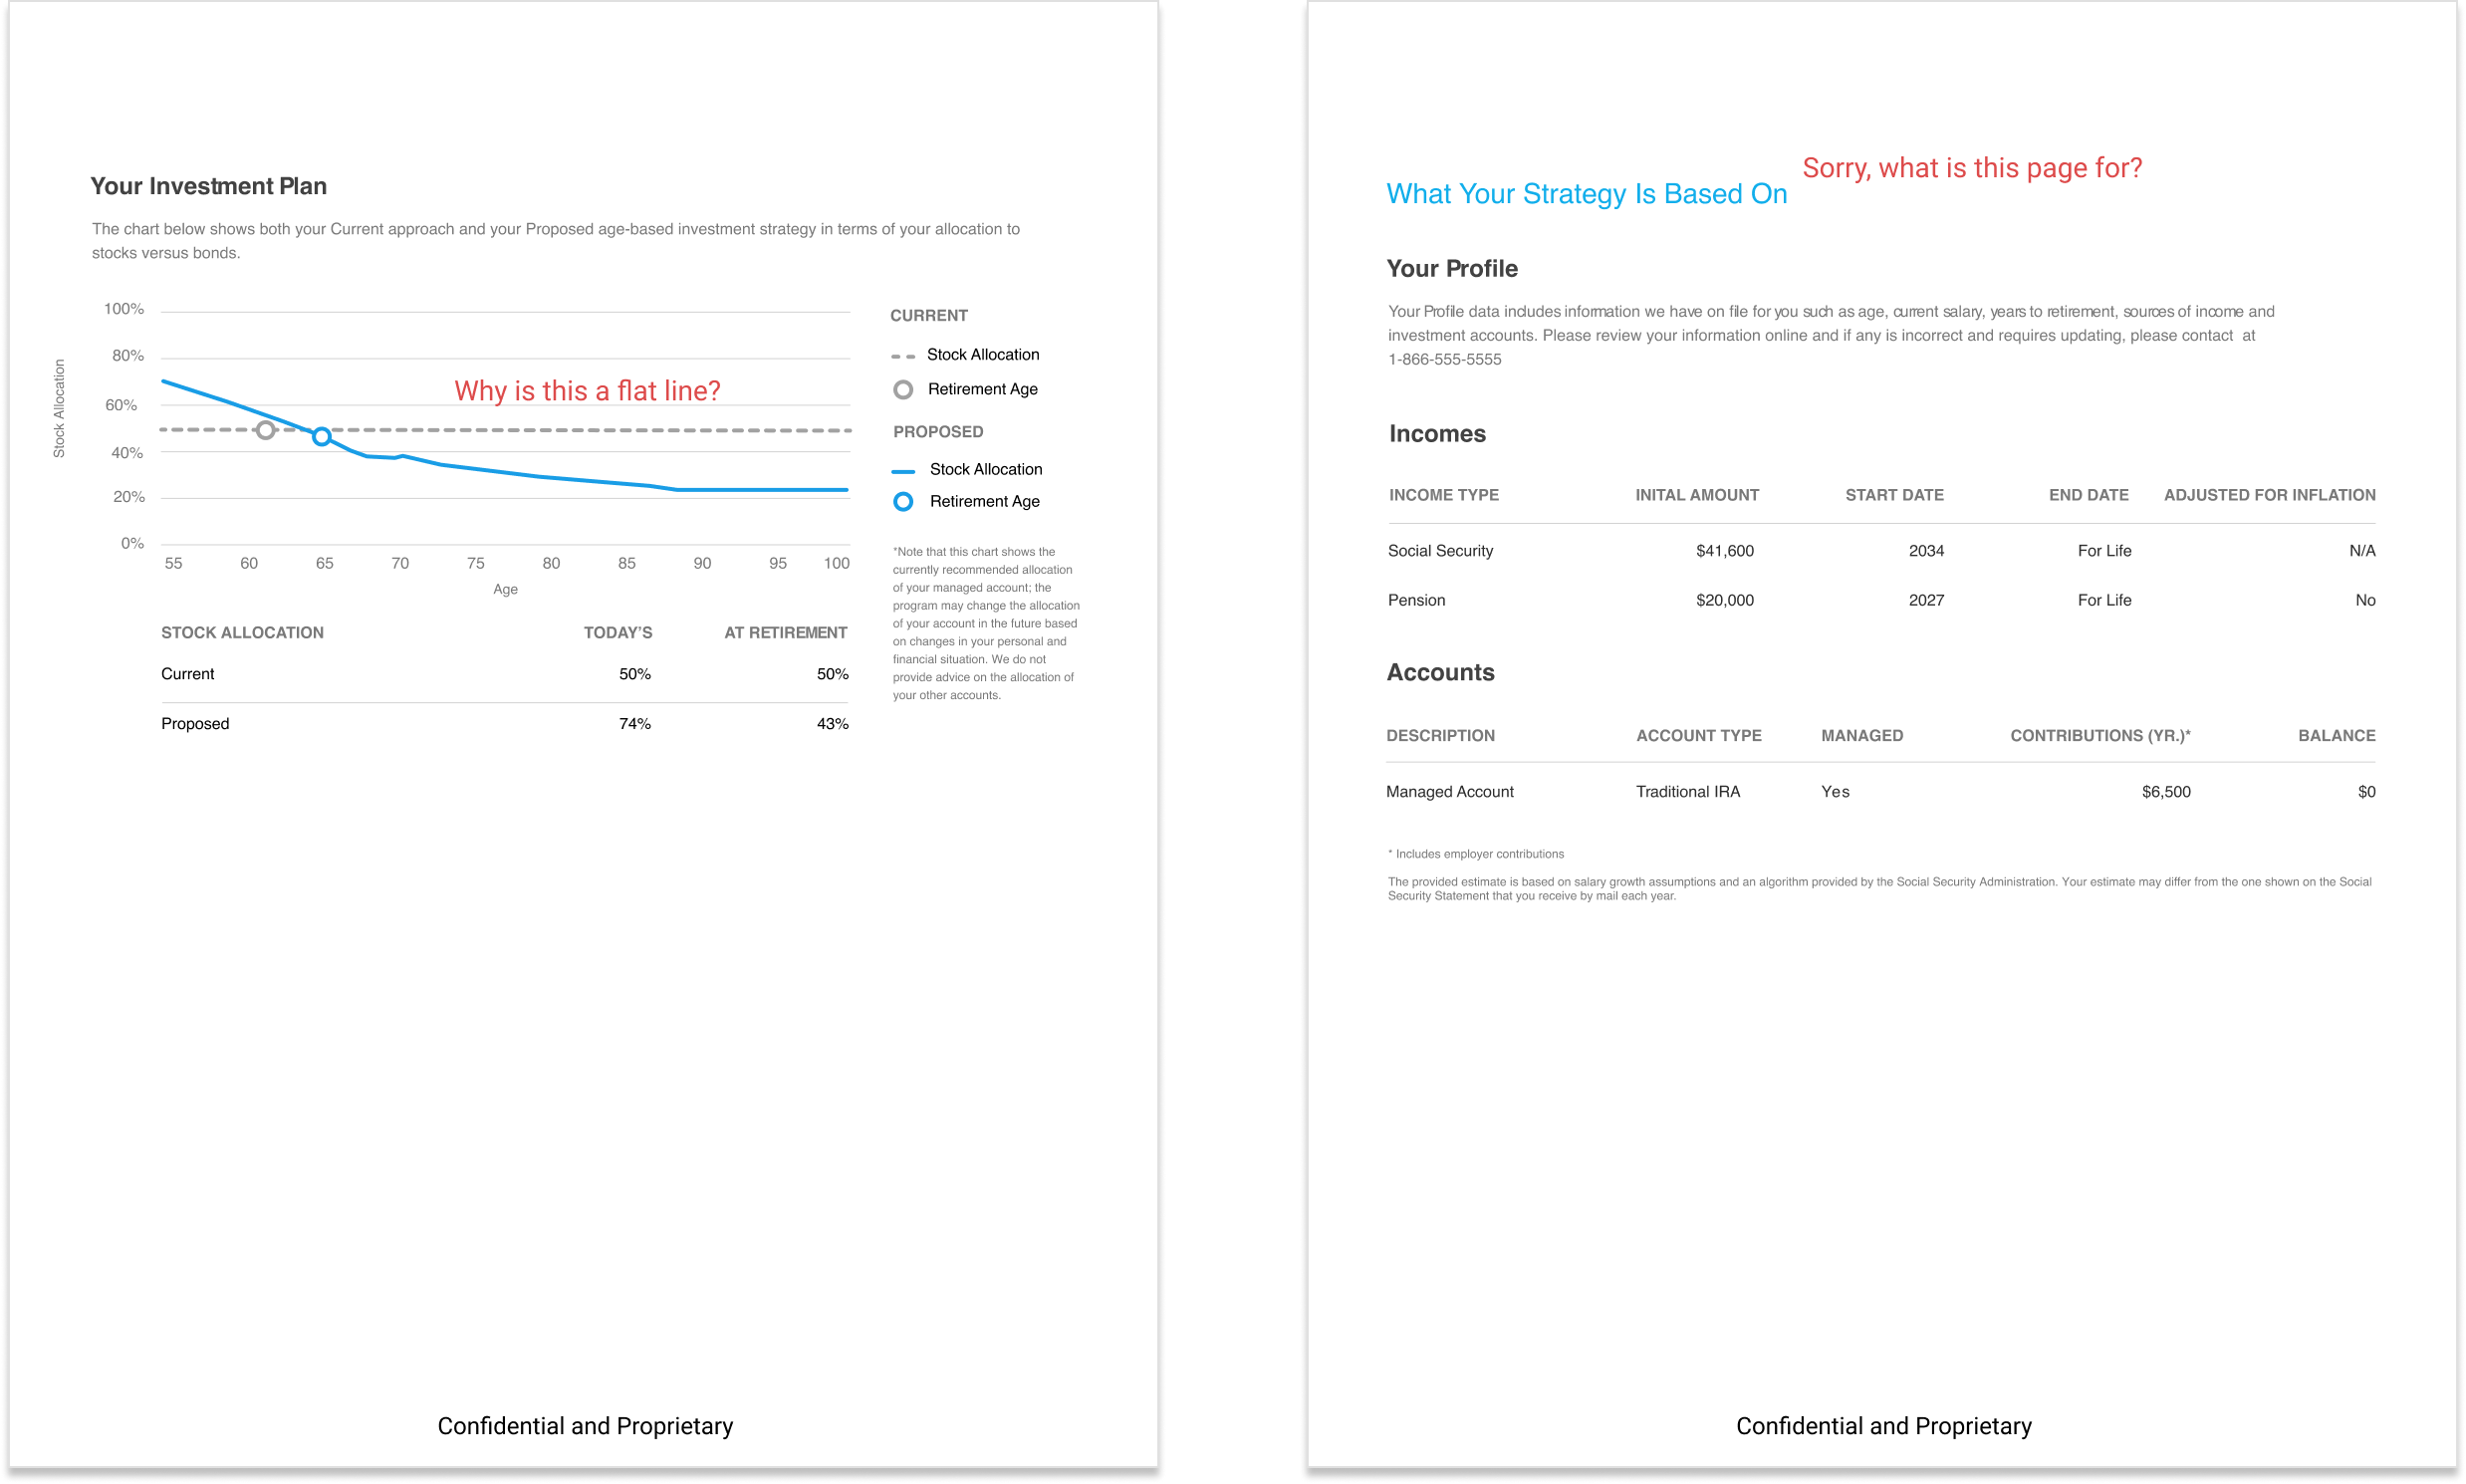 Your Investment Plan
The chart below shows both your Current approach and your Proposed age-based investment strategy in terms of your allocation to
stocks versus bonds.
Stock Allocation
100%
80%
60%
40%
20%
0%
Why is this a flat line?
55 60 65 70 75 80 85 90 95 100
Age
CURRENT
Stock Allocation
Retirement Age
PROPOSED
Stock Allocation
Retirement Age
*Note that this chart shows the
currently recommended allocation
of your managed account; the
program may change the allocation
of your account in the future based
on changes in your personal and
financial situation. We do not
provide advice on the allocation of
your other accounts.
STOCK ALLOCATION TODAY’S AT RETIREMENT
Current 50% 50%
Proposed 74% 43%
Confidential and Proprietary
Sorry, what is this page for?
What Your Strategy Is Based On
Your Profile
Your Profile data includes information we have on file for you such as age, current salary, years to retirement, sources of income and
investment accounts. Please review your information online and if any is incorrect and requires updating, please contact at
1-866-555-5555
Incomes
INCOME TYPE INITAL AMOUNT START DATE END DATE ADJUSTED FOR INFLATION
Social Security $41,600 2034 For Life N/A
Pension $20,000 2027 For Life No
Accounts
DESCRIPTION ACCOUNT TYPE MANAGED CONTRIBUTIONS (YR.)* BALANCE
Managed Account Traditional IRA Yes $6,500 $0
* Includes employer contributions
The provided estimate is based on salary growth assumptions and an algorithm provided by the Social Security Administration. Your estimate may differ from the one shown on the Social
Security Statement that you receive by mail each year.
Confidential and Proprietary